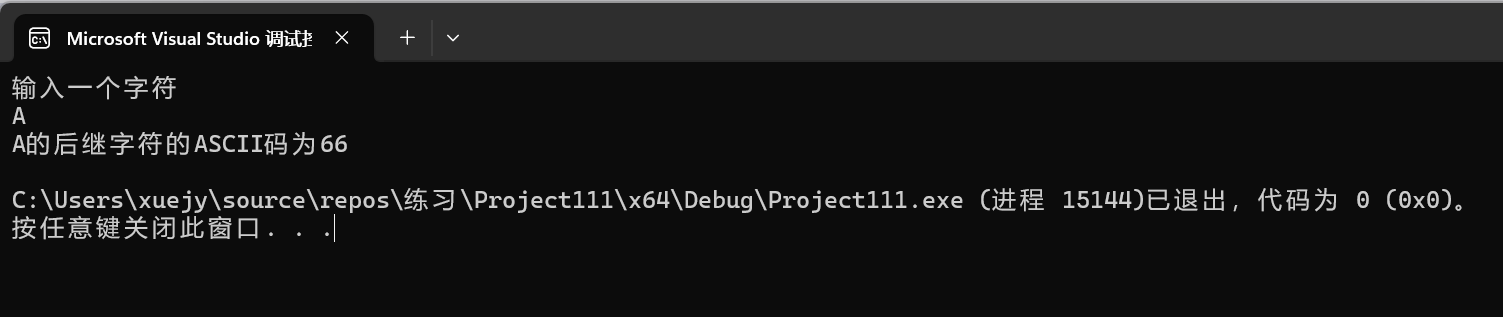 Microsoft Visual Studio 调试
输入一个字符
A
A的后继字符的ASCII码为66
C:\Users\xuejy\source\repos\练习\Project111\x64\Debug\Project111.exe (进程 15144)已退出，代码为 0 (0x0)。
按任意键关闭此窗口. . .